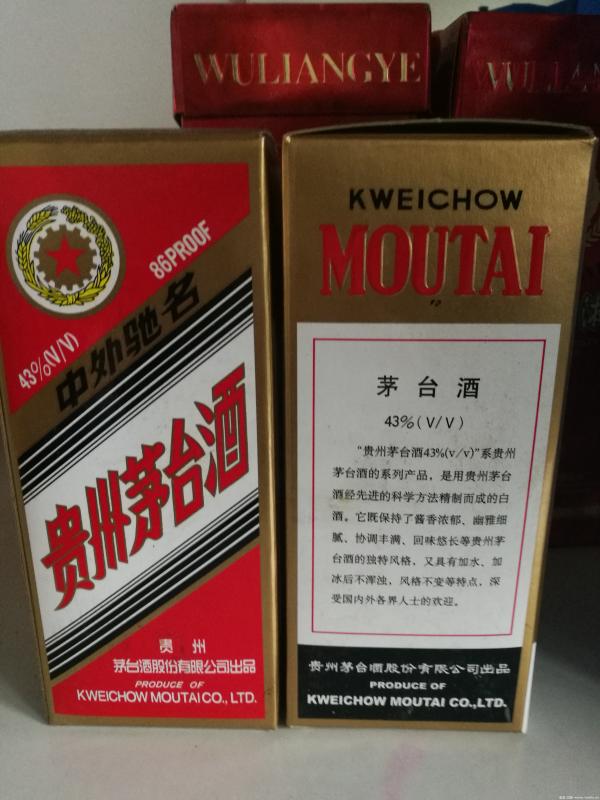 WULIANGYE
WULIAN
86PROOF
43%(V/V)
中外驰名
贵州茅台酒
贵 州
茅台酒股份有限公司出品
PRODUCE OF
KWEICHOW MOUTAI CO., LTD.
KWEICHOW
MOUTAI
茅 台 酒
43%(V/V)
“贵州茅台酒43%(v/v)”系贵州
茅台酒的系列产品，是用贵州茅台
酒经先进的科学方法精制而成的白
酒。它既保持了酱香浓郁、幽雅细
腻、协调丰满、回味悠长等贵州茅
台酒的独特风格，又具有加水、加
冰后不浑浊，风格不变等特点，深
受国内外各界人士的欢迎。
贵州茅台酒股份有限公司出品
PRODUCE OF
KWEICHOW MOUTAI CO.,LTD.